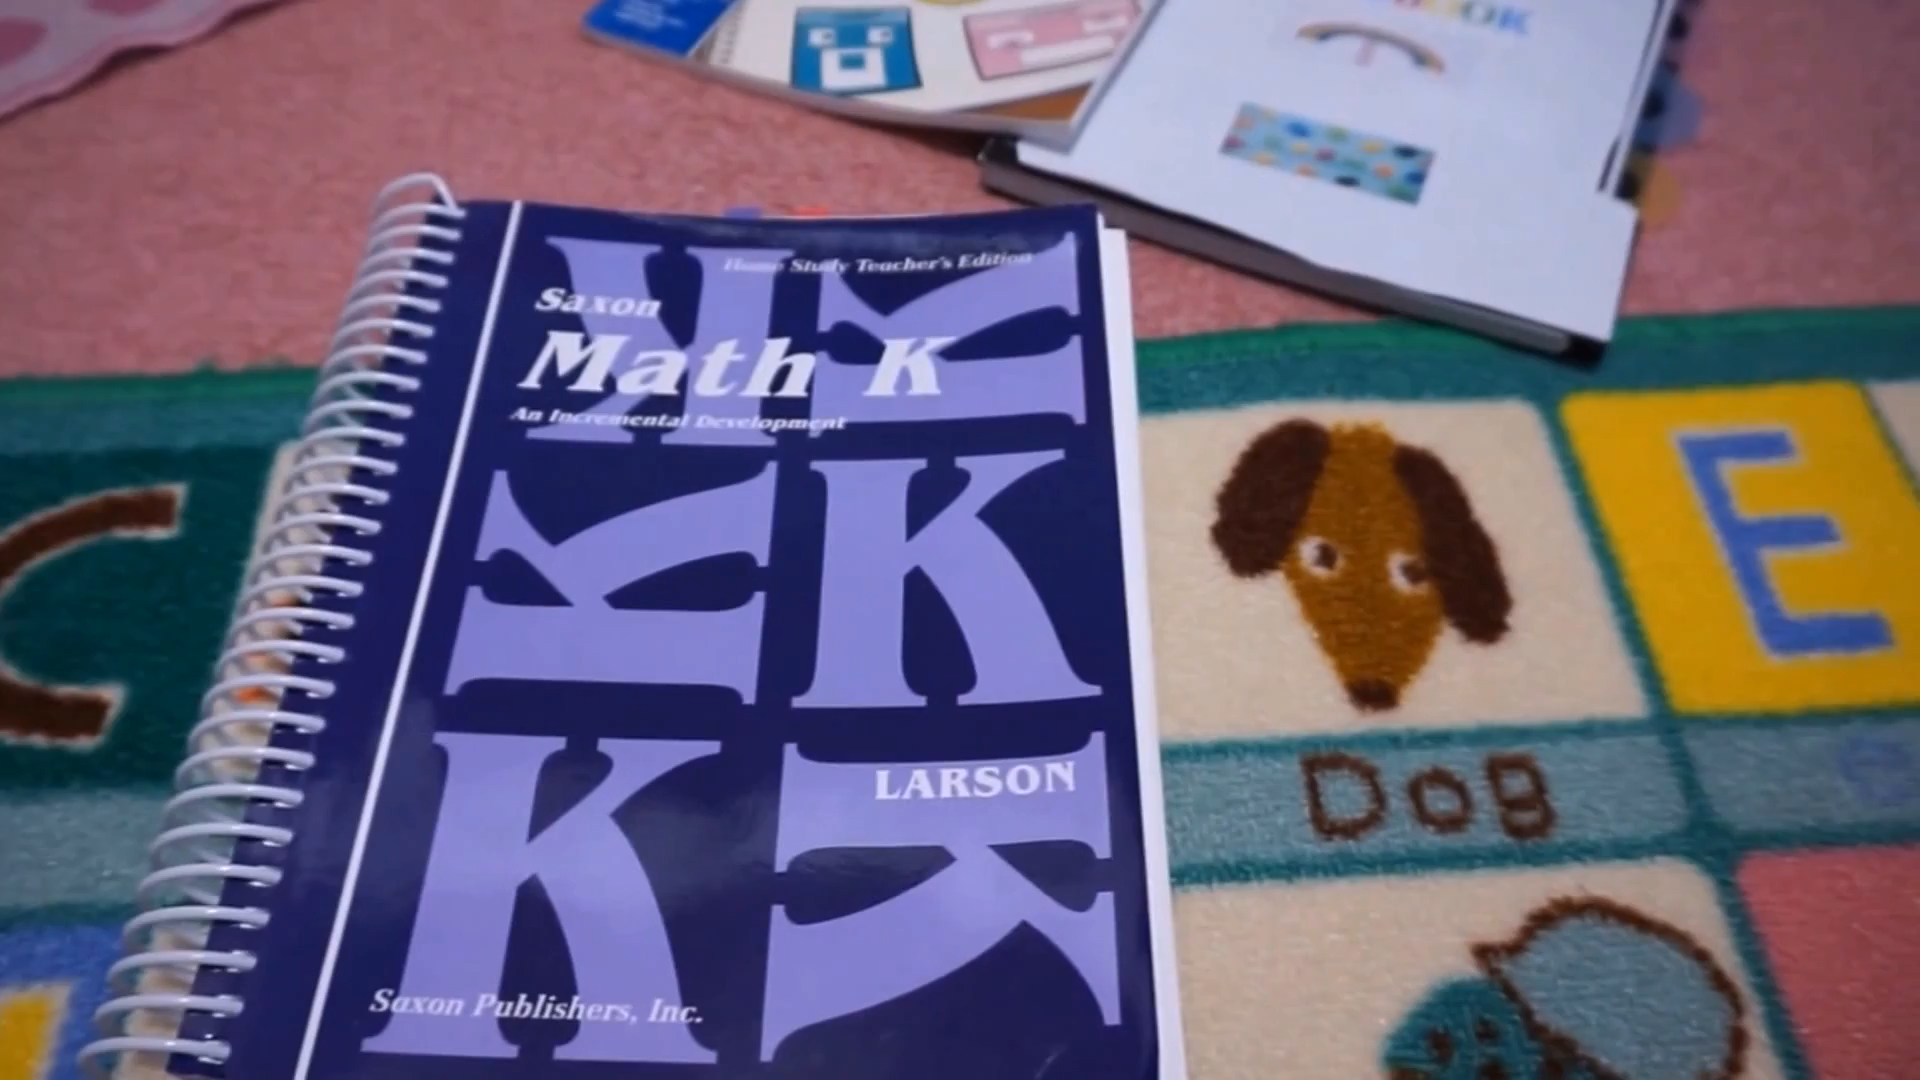 Home Study Teacher's Edition
Saxon
Math K
An Incremental Development
LARSON
Saxon Publishers, Inc.
C
E
Dog